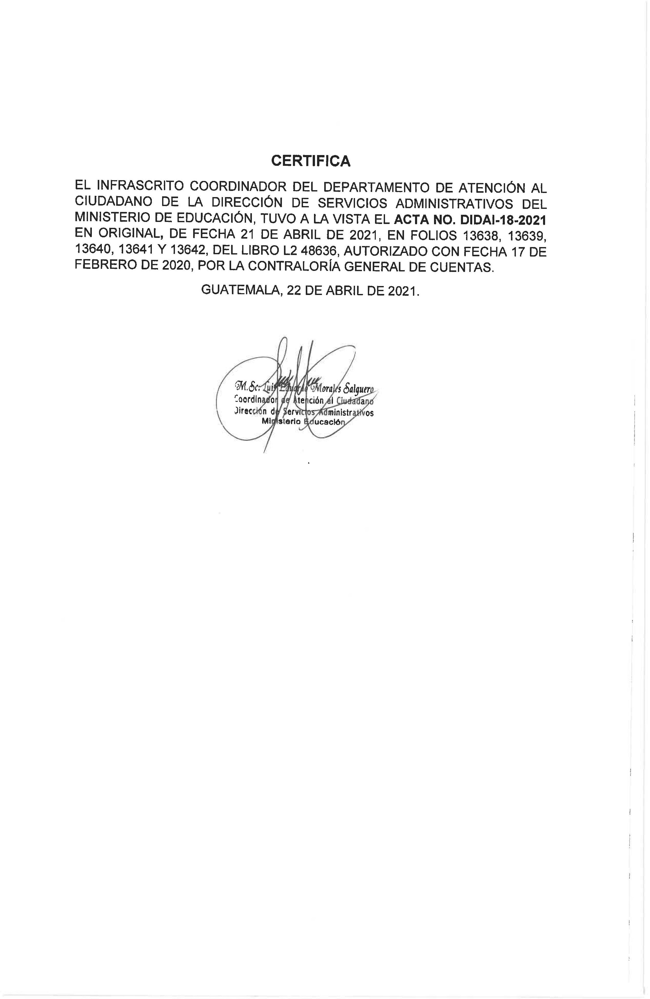 CERTIFICA
EL INFRASCRITO COORDINADOR DEL DEPARTAMENTO DE ATENCIÓN AL
CIUDADANO DE LA DIRECCIÓN DE SERVICIOS ADMINISTRATIVOS DEL
MINISTERIO DE EDUCACIÓN, TUVO A LA VISTA EL ACTA NO. DIDAI-18-2021
EN ORIGINAL, DE FECHA 21 DE ABRIL DE 2021, EN FOLIOS 13638, 13639,
13640, 13641 Y 13642, DEL LIBRO L2 48636, AUTORIZADO CON FECHA 17 DE
FEBRERO DE 2020, POR LA CONTRALORÍA GENERAL DE CUENTAS.
GUATEMALA, 22 DE ABRIL DE 2021.
M.Sc. Luis Eduardo Morales Salguero
Coordinador de Atención al Ciudadano
Dirección de Servicios Administrativos
Ministerio Educación